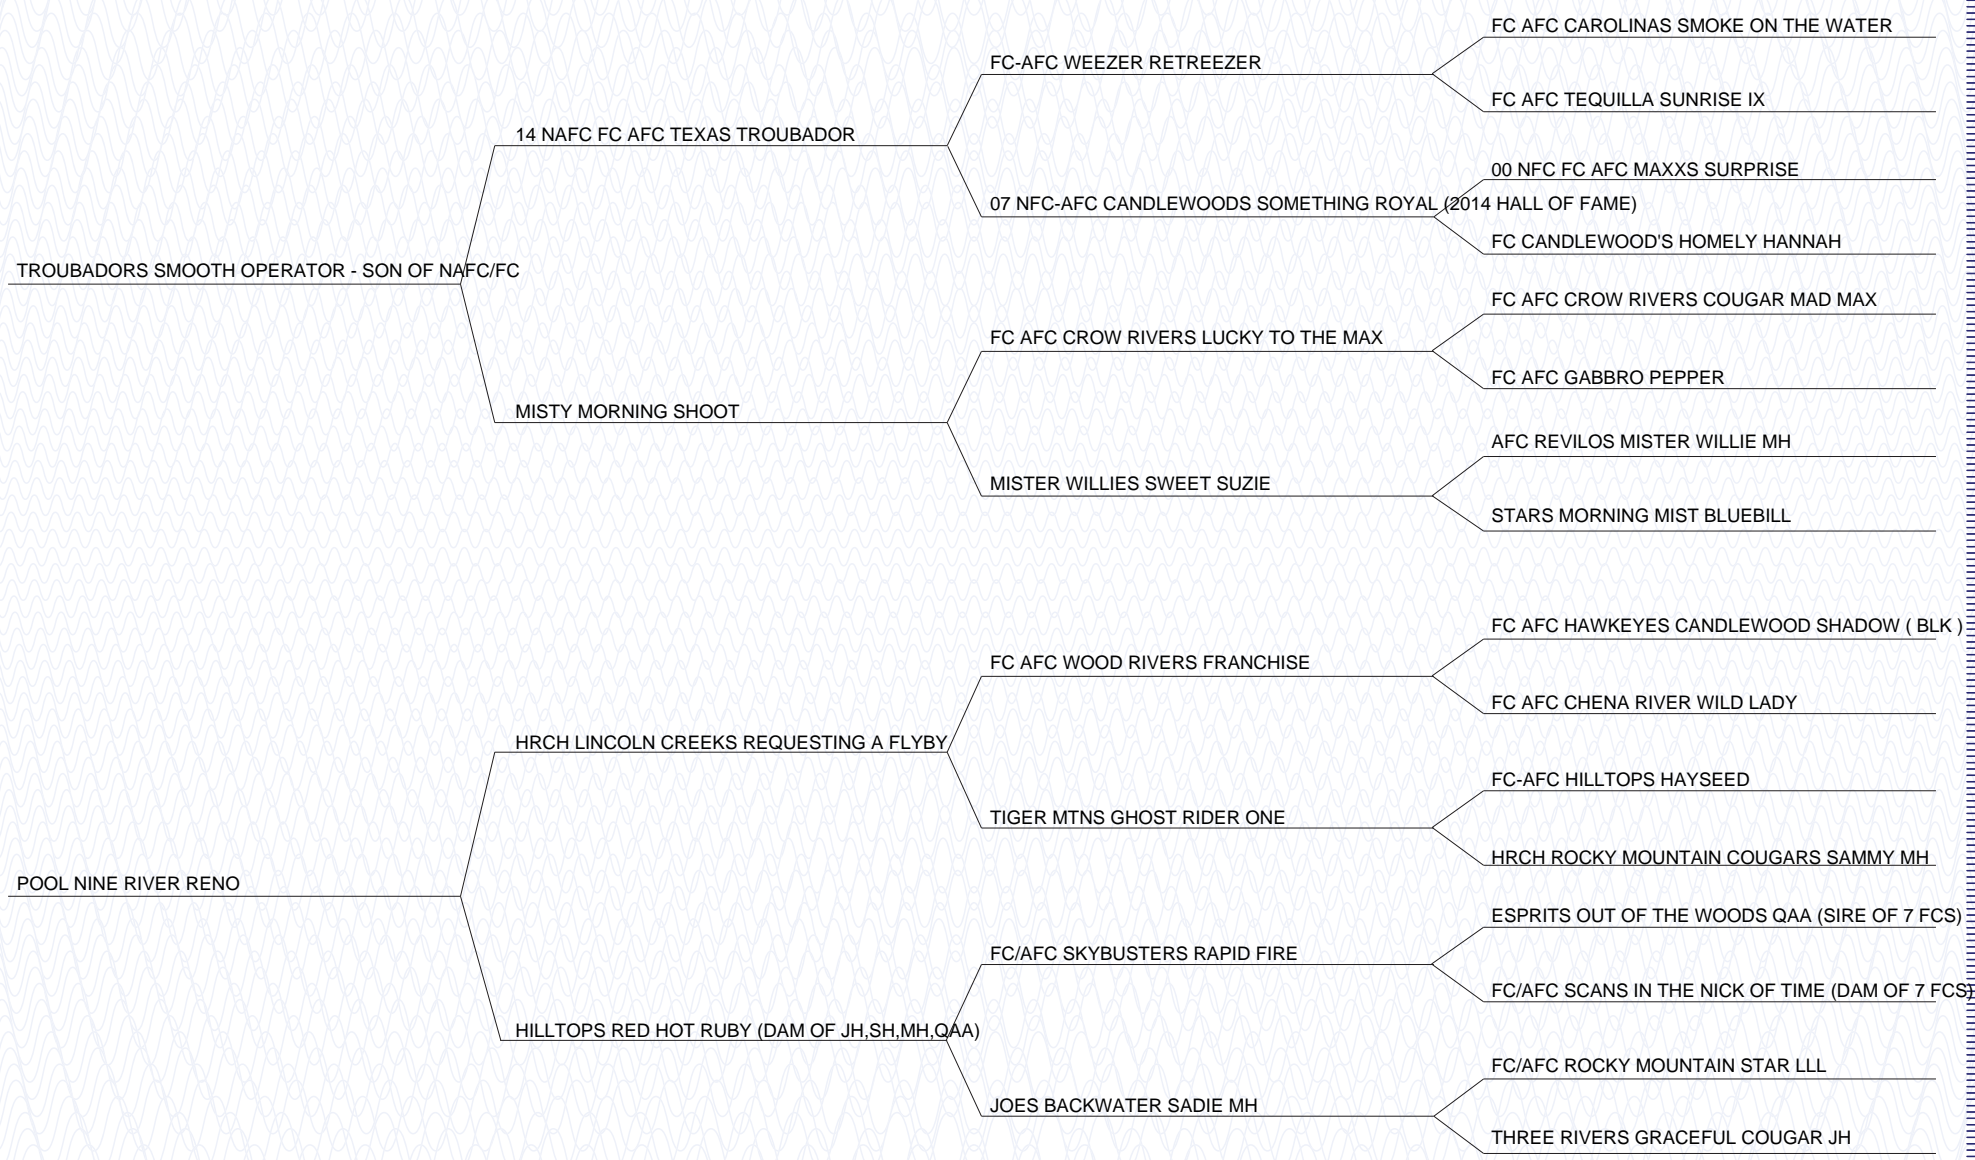 FC AFC CAROLINAS SMOKE ON THE WATER
FC-AFC WEEZER RETREEZER
FC AFC TEQUILLA SUNRISE IX
14 NAFC FC AFC TEXAS TROUBADOR
00 NFC FC AFC MAXXS SURPRISE
07 NFC-AFC CANDLEWOODS SOMETHING ROYAL (2014 HALL OF FAME)
FC CANDLEWOOD'S HOMELY HANNAH
TROUBADORS SMOOTH OPERATOR - SON OF NAFC/FC
FC AFC CROW RIVERS COUGAR MAD MAX
FC AFC CROW RIVERS LUCKY TO THE MAX
FC AFC GABBRO PEPPER
MISTY MORNING SHOOT
AFC REVILOS MISTER WILLIE MH
MISTER WILLIES SWEET SUZIE
STARS MORNING MIST BLUEBILL
FC AFC HAWKEYES CANDLEWOOD SHADOW ( BLK )
FC AFC WOOD RIVERS FRANCHISE
FC AFC CHENA RIVER WILD LADY
HRCH LINCOLN CREEKS REQUESTING A FLYBY
FC-AFC HILLTOPS HAYSEED
TIGER MTNS GHOST RIDER ONE
HRCH ROCKY MOUNTAIN COUGARS SAMMY MH
POOL NINE RIVER RENO
ESPRITS OUT OF THE WOODS QAA (SIRE OF 7 FCS)
FC/AFC SKYBUSTERS RAPID FIRE
FC/AFC SCANS IN THE NICK OF TIME (DAM OF 7 FCS)
HILLTOPS RED HOT RUBY (DAM OF JH,SH,MH,QAA)
FC/AFC ROCKY MOUNTAIN STAR LLL
JOES BACKWATER SADIE MH
THREE RIVERS GRACEFUL COUGAR JH